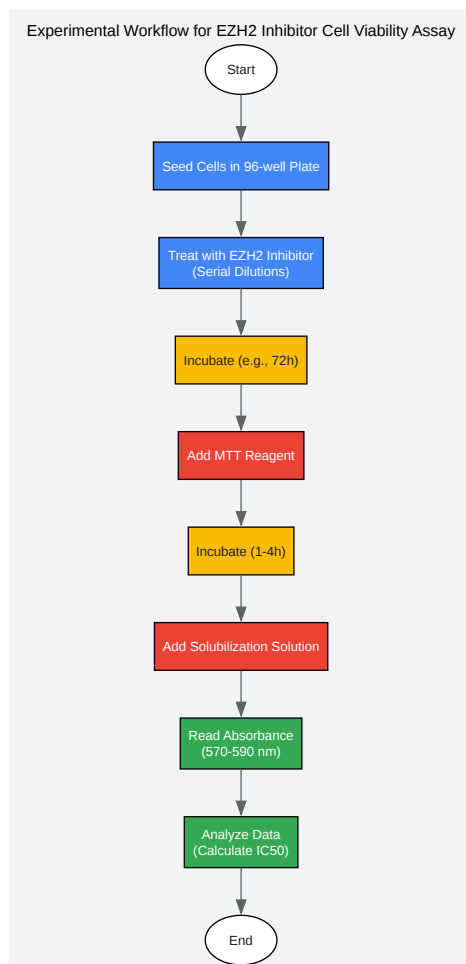 Experimental Workflow for EZH2 Inhibitor Cell Viability Assay
Start
Seed Cells in 96-well Plate
Treat with EZH2 Inhibitor
(Serial Dilutions)
Incubate (e.g., 72h)
Add MTT Reagent
Incubate (1-4h)
Add Solubilization Solution
Read Absorbance
(570-590 nm)
Analyze Data
(Calculate IC50)
End